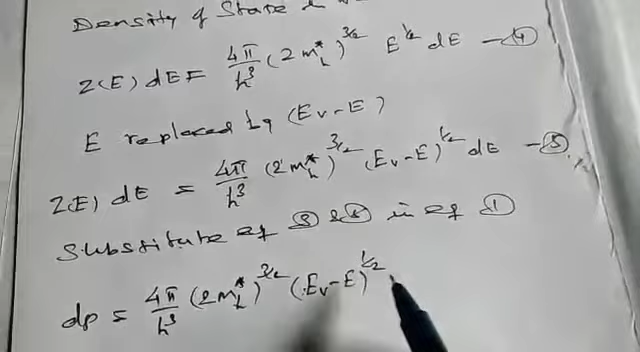 Density of State
Z(E) dE = 4π/h³ (2m*h)^3/2 E^1/2 dE — ④
E replaced by (Ev-E)
Z(E) dE = 4π/h³ (2m*h)^3/2 (Ev-E)^1/2 dE — ⑤
Substitute eq ③ & ⑤ in eq ①
dp = 4π/h³ (2m*h)^3/2 (Ev-E)^1/2